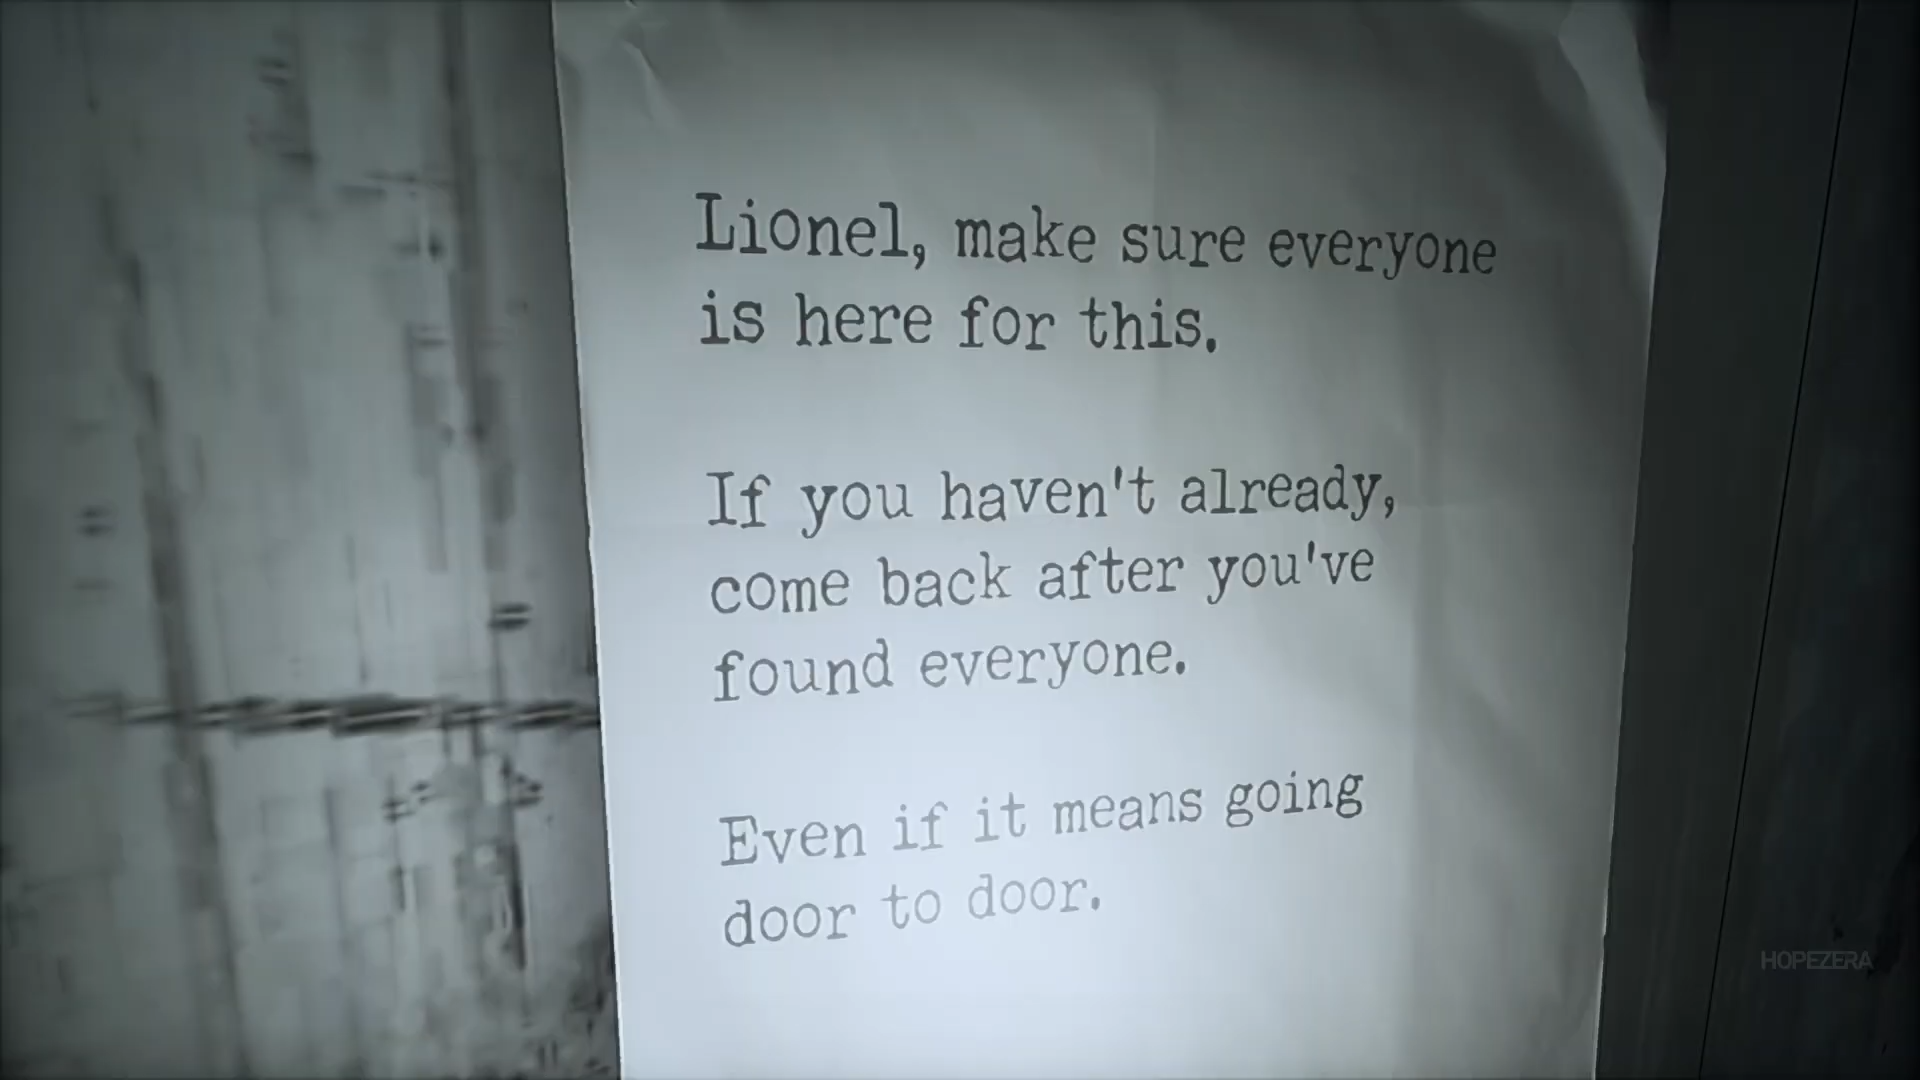 Lionel, make sure everyone
is here for this.
If you haven't already,
come back after you've
found everyone.
Even if it means going
door to door.
HOPEZERA